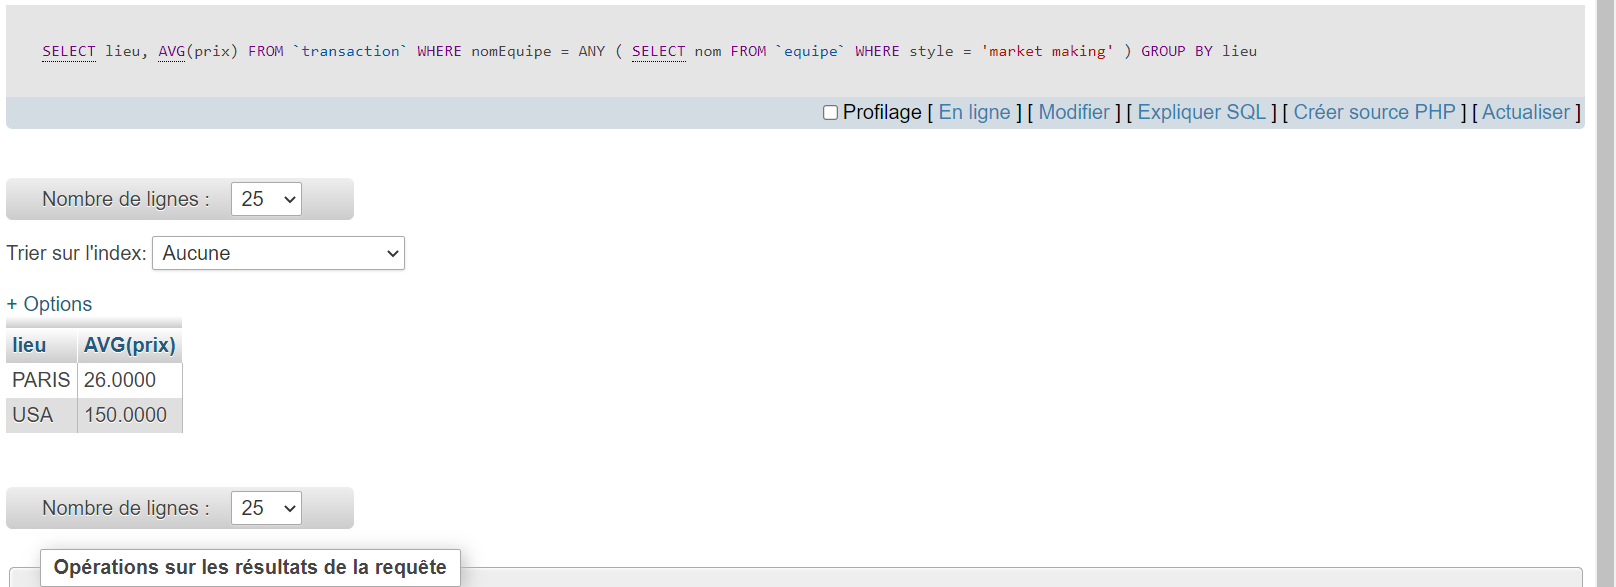 SELECT lieu, AVG(prix) FROM `transaction` WHERE nomEquipe = ANY ( SELECT nom FROM `equipe` WHERE style = 'market making' ) GROUP BY lieu
Profilage [ En ligne ] [ Modifier ] [ Expliquer SQL ] [ Créer source PHP ] [ Actualiser ]
Nombre de lignes : 25
Trier sur l'index: Aucune
+ Options
lieu AVG(prix)
PARIS 26.0000
USA 150.0000
Nombre de lignes : 25
Opérations sur les résultats de la requête